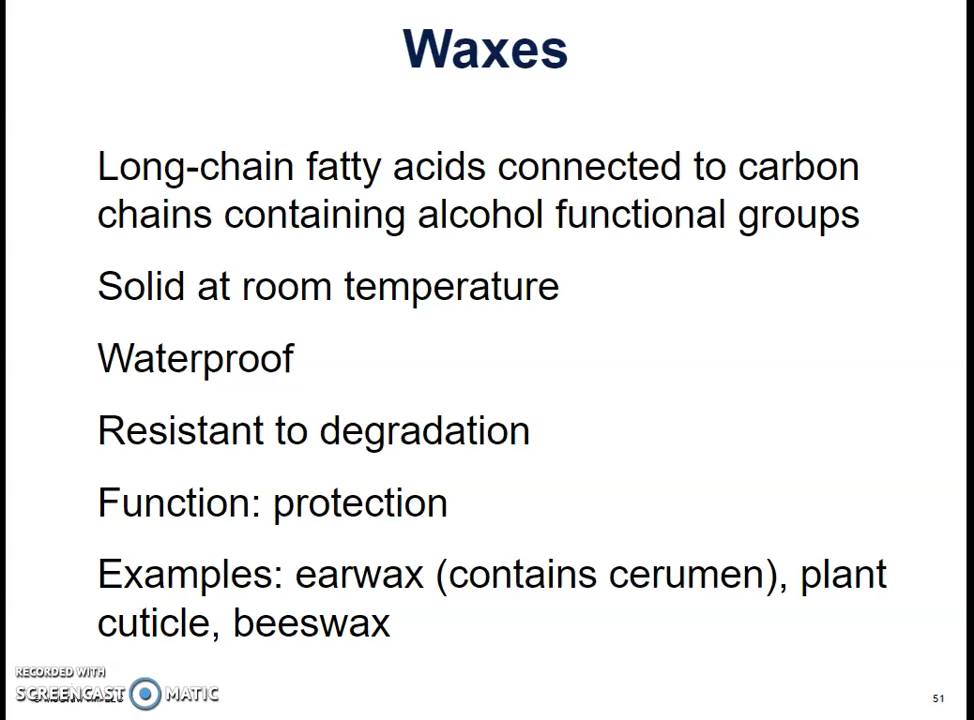 Waxes
Long-chain fatty acids connected to carbon
chains containing alcohol functional groups
Solid at room temperature
Waterproof
Resistant to degradation
Function: protection
Examples: earwax (contains cerumen), plant
cuticle, beeswax
RECORDED WITH
SCREENCAST MATIC
51